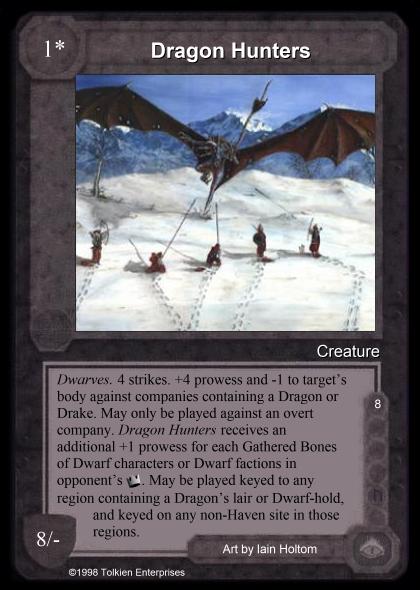 1*
Dragon Hunters
Creature
Dwarves. 4 strikes. +4 prowess and -1 to target's
body against companies containing a Dragon or
Drake. May only be played against an overt
company. Dragon Hunters receives an
additional +1 prowess for each Gathered Bones
of Dwarf characters or Dwarf factions in
opponent's . May be played keyed to any
region containing a Dragon's lair or Dwarf-hold,
and keyed on any non-Haven site in those
regions.
8
8/-
Art by Iain Holtom
©1998 Tolkien Enterprises